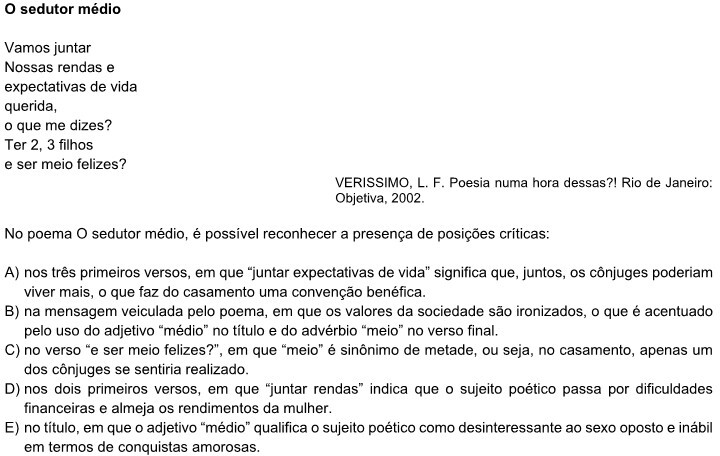 O sedutor médio
Vamos juntar
Nossas rendas e
expectativas de vida
querida,
o que me dizes?
Ter 2, 3 filhos
e ser meio felizes?
VERISSIMO, L. F. Poesia numa hora dessas?! Rio de Janeiro:
Objetiva, 2002.
No poema O sedutor médio, é possível reconhecer a presença de posições críticas:
A) nos três primeiros versos, em que “juntar expectativas de vida” significa que, juntos, os cônjuges poderiam
viver mais, o que faz do casamento uma convenção benéfica.
B) na mensagem veiculada pelo poema, em que os valores da sociedade são ironizados, o que é acentuado
pelo uso do adjetivo “médio” no título e do advérbio “meio” no verso final.
C) no verso “e ser meio felizes?”, em que “meio” é sinônimo de metade, ou seja, no casamento, apenas um
dos cônjuges se sentiria realizado.
D) nos dois primeiros versos, em que “juntar rendas” indica que o sujeito poético passa por dificuldades
financeiras e almeja os rendimentos da mulher.
E) no título, em que o adjetivo “médio” qualifica o sujeito poético como desinteressante ao sexo oposto e inábil
em termos de conquistas amorosas.